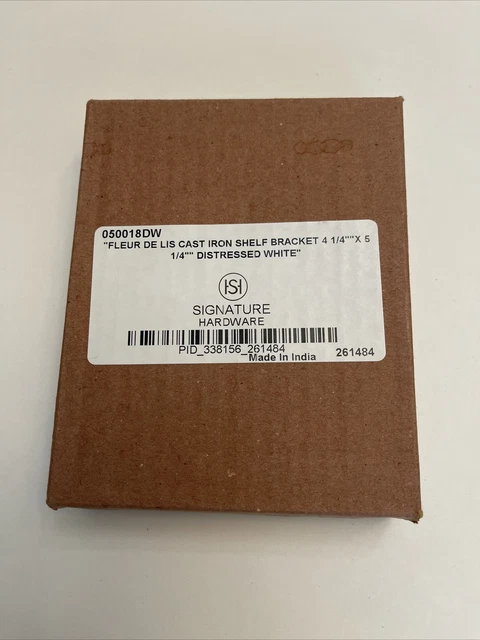 050018DW
"FLEUR DE LIS CAST IRON SHELF BRACKET 4 1/4""X 5
1/4"" DISTRESSED WHITE"
SIGNATURE
HARDWARE
PID_338156_261484
Made In India
261484